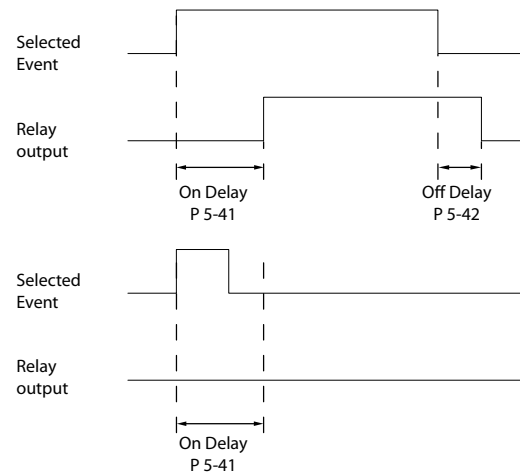 Selected
Event
Relay
output
On Delay
P 5-41
Off Delay
P 5-42
Selected
Event
Relay
output
On Delay
P 5-41